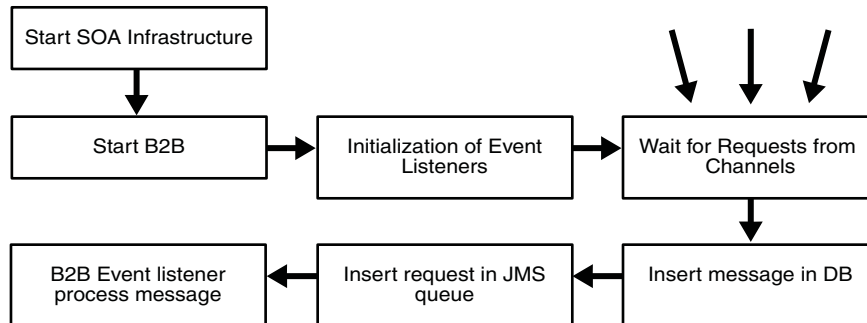 Start SOA Infrastructure
Start B2B
Initialization of Event
Listeners
Wait for Requests from
Channels
Insert message in DB
Insert request in JMS
queue
B2B Event listener
process message